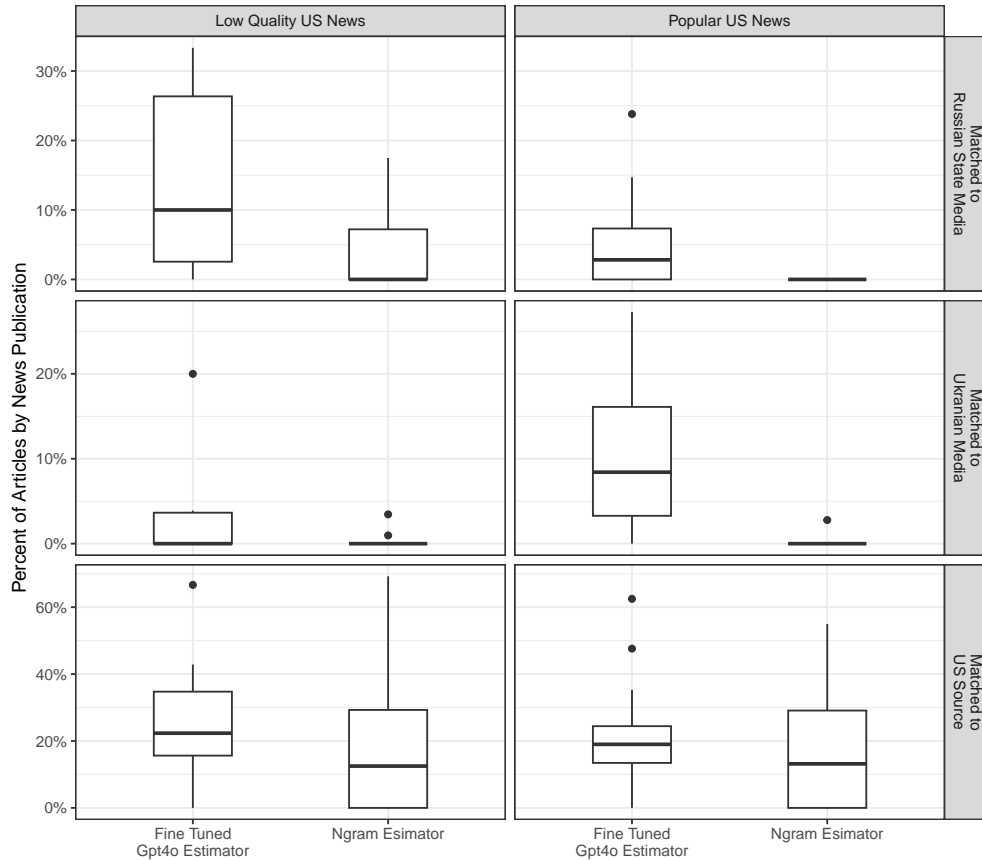 Low Quality US News
Popular US News
Percent of Articles by News Publication
30%
20%
10%
0%
Matched to
Russian State Media
20%
10%
0%
Matched to
Ukranian Media
60%
40%
20%
0%
Matched to
US Source
Fine Tuned
Gpt4o Estimator
Ngram Esimator
Fine Tuned
Gpt4o Estimator
Ngram Esimator